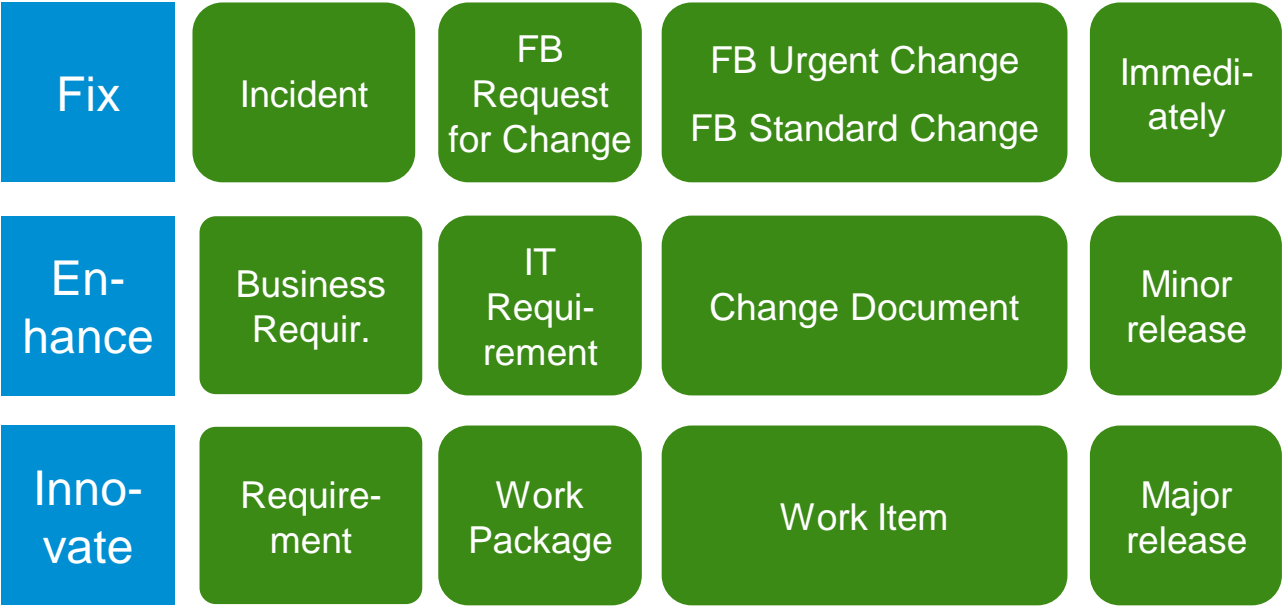 Fix
Incident
FB
Request
for Change
FB Urgent Change
FB Standard Change
Immedi-
ately
En-
hance
Business
Requir.
IT
Requi-
rement
Change Document
Minor
release
Inno-
vate
Require-
ment
Work
Package
Work Item
Major
release